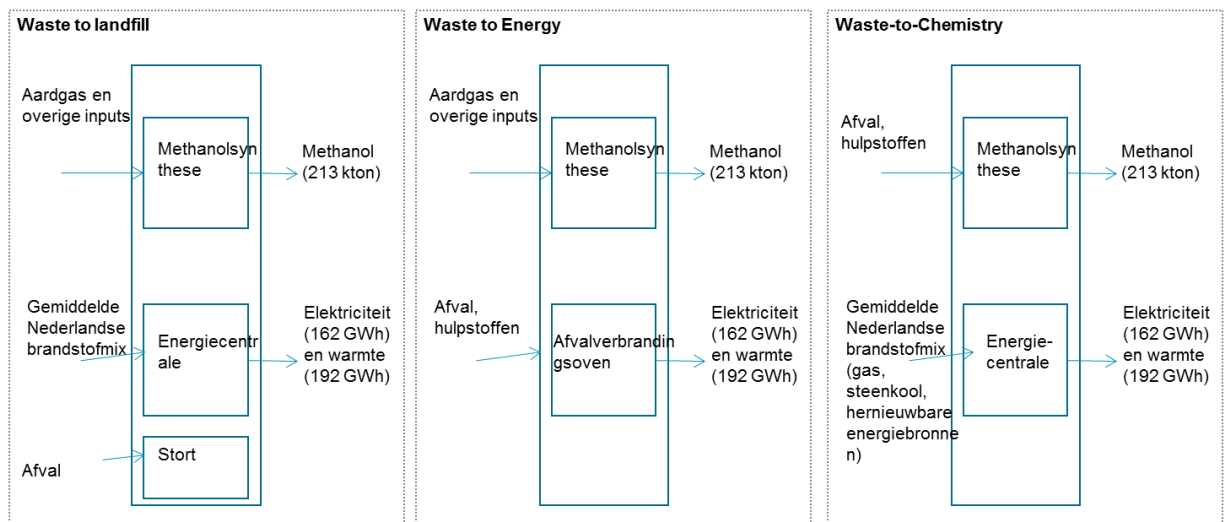 Waste to landfill
Aardgas en
overige inputs
Methanolsyn
these
Methanol
(213 kton)
Gemiddelde
Nederlandse
brandstofmix
Energiecentr
ale
Elektriciteit
(162 GWh)
en warmte
(192 GWh)
Afval
Stort
Waste to Energy
Aardgas en
overige inputs
Methanolsyn
these
Methanol
(213 kton)
Afval,
hulpstoffen
Afvalverbrandin
gsoven
Elektriciteit
(162 GWh)
en warmte
(192 GWh)
Waste-to-Chemistry
Afval,
hulpstoffen
Methanolsyn
these
Methanol
(213 kton)
Gemiddelde
Nederlandse
brandstofmix
(gas,
steenkool,
hernieuwbare
energiebronne
n)
Energie-
centrale
Elektriciteit
(162 GWh)
en warmte
(192 GWh)